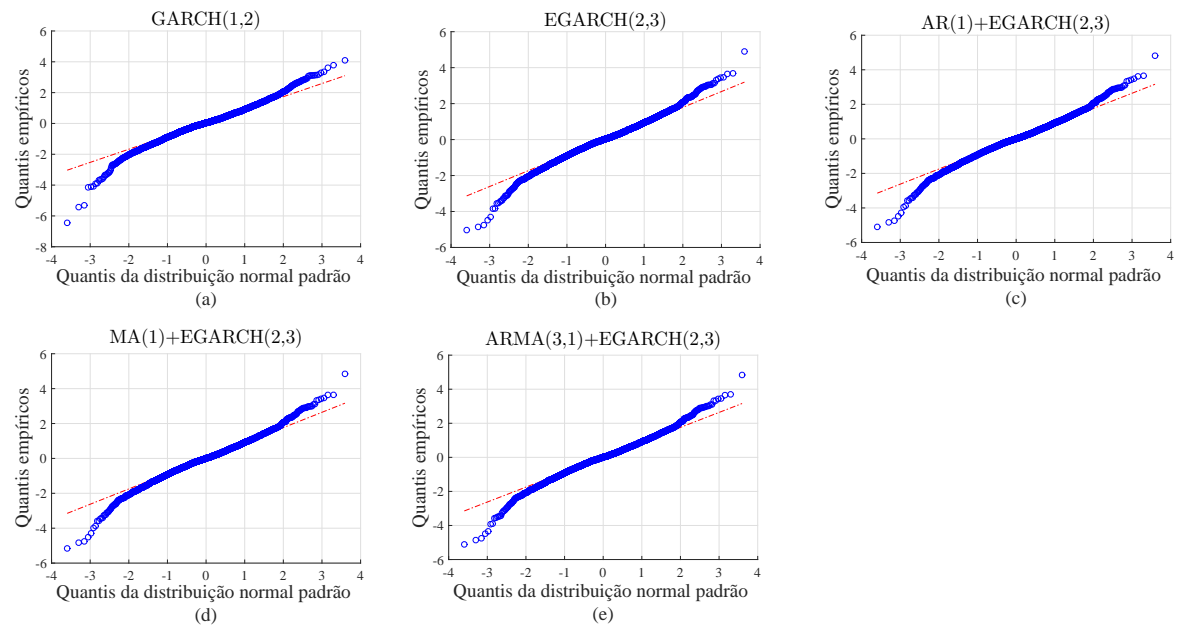 GARCH(1,2)
Quantis empíricos
6
4
2
0
-2
-4
-6
-8
-4 -3 -2 -1 0 1 2 3 4
Quantis da distribuição normal padrão
(a)
EGARCH(2,3)
Quantis empíricos
6
4
2
0
-2
-4
-6
-4 -3 -2 -1 0 1 2 3 4
Quantis da distribuição normal padrão
(b)
AR(1)+EGARCH(2,3)
Quantis empíricos
6
4
2
0
-2
-4
-6
-4 -3 -2 -1 0 1 2 3 4
Quantis da distribuição normal padrão
(c)
MA(1)+EGARCH(2,3)
Quantis empíricos
6
4
2
0
-2
-4
-6
-4 -3 -2 -1 0 1 2 3 4
Quantis da distribuição normal padrão
(d)
ARMA(3,1)+EGARCH(2,3)
Quantis empíricos
6
4
2
0
-2
-4
-6
-4 -3 -2 -1 0 1 2 3 4
Quantis da distribuição normal padrão
(e)